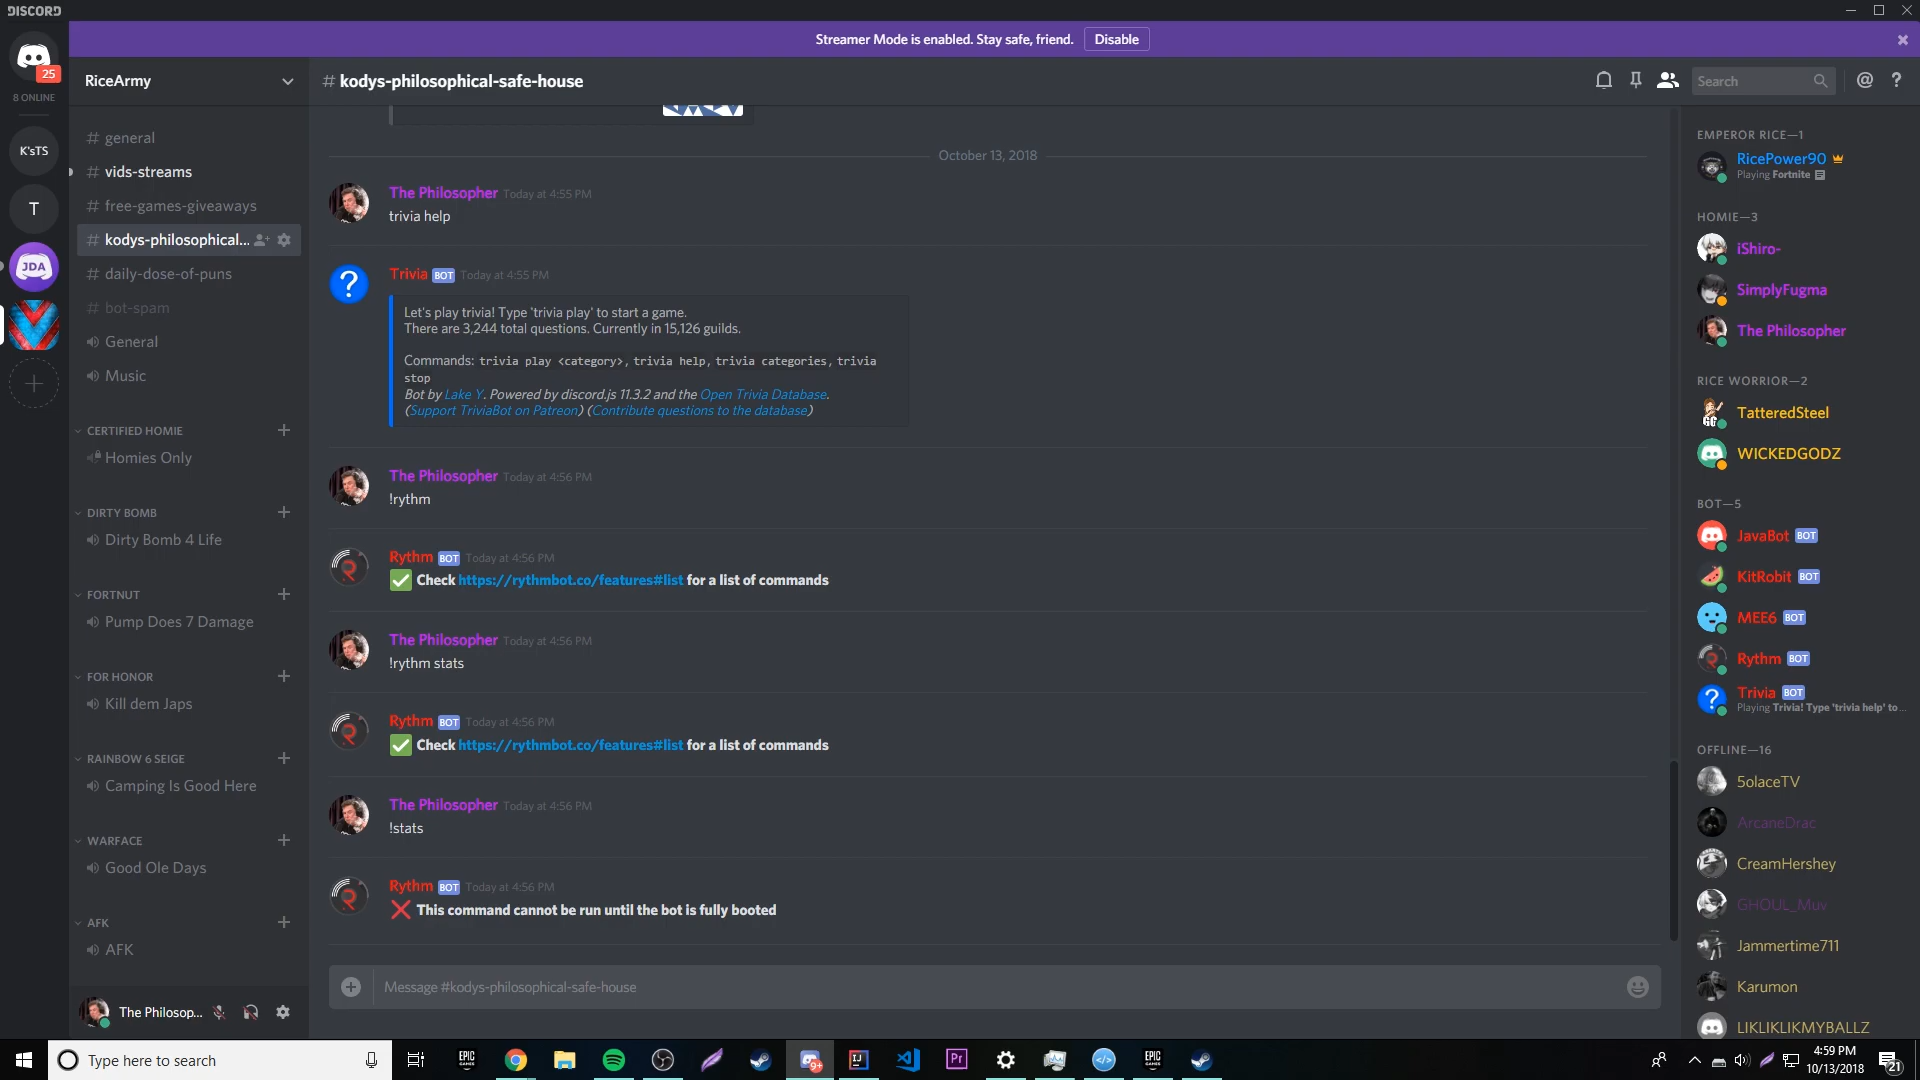 DISCORD
Streamer Mode is enabled. Stay safe, friend. Disable
25
8 ONLINE
K'sTS
T
JDA
RiceArmy
# general
# vids-streams
# free-games-giveaways
# kodys-philosophical...
# daily-dose-of-puns
# bot-spam
General
Music
CERTIFIED HOMIE
Homies Only
DIRTY BOMB
Dirty Bomb 4 Life
FORTNUT
Pump Does 7 Damage
FOR HONOR
Kill dem Japs
RAINBOW 6 SEIGE
Camping Is Good Here
WARFACE
Good Ole Days
AFK
AFK
The Philosop...
# kodys-philosophical-safe-house
Search
@ ?
October 13, 2018
The Philosopher Today at 4:55 PM
trivia help
?
Trivia BOT Today at 4:55 PM
Let's play trivia! Type 'trivia play' to start a game.
There are 3,244 total questions. Currently in 15,126 guilds.
Commands: trivia play <category>, trivia help, trivia categories, trivia
stop
Bot by Lake Y. Powered by discord.js 11.3.2 and the Open Trivia Database.
(Support TriviaBot on Patreon) (Contribute questions to the database)
The Philosopher Today at 4:56 PM
!rythm
Rythm BOT Today at 4:56 PM
✅ Check https://rythmbot.co/features#list for a list of commands
The Philosopher Today at 4:56 PM
!rythm stats
Rythm BOT Today at 4:56 PM
✅ Check https://rythmbot.co/features#list for a list of commands
The Philosopher Today at 4:56 PM
!stats
Rythm BOT Today at 4:56 PM
❌ This command cannot be run until the bot is fully booted
Message #kodys-philosophical-safe-house
EMPEROR RICE—1
RicePower90
Playing Fortnite
HOMIE—3
iShiro-
SimplyFugma
The Philosopher
RICE WORRIOR—2
TatteredSteel
WICKEDGODZ
BOT—5
JavaBot BOT
KitRobit BOT
MEE6 BOT
Rythm BOT
?
Trivia BOT
Playing Trivia! Type 'trivia help' to...
OFFLINE—16
5olaceTV
ArcaneDrac
CreamHershey
GHOUL_Muv
Jammertime711
Karumon
LIKLIKLIKMYBALLZ
Type here to search
EPIC
GAMES
9+
IJ
Pr
EPIC
GAMES
4:59 PM
10/13/2018
21